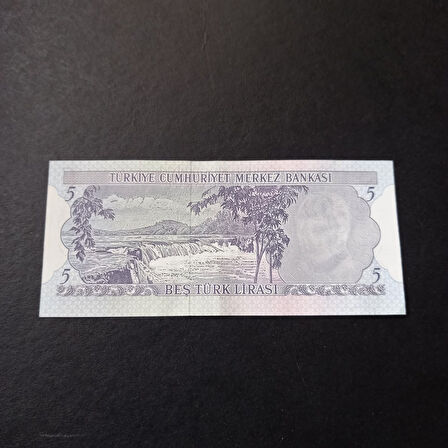 TÜRKİYE CUMHURİYET MERKEZ BANKASI
5 5
5 5
BEŞ TÜRK LİRASI